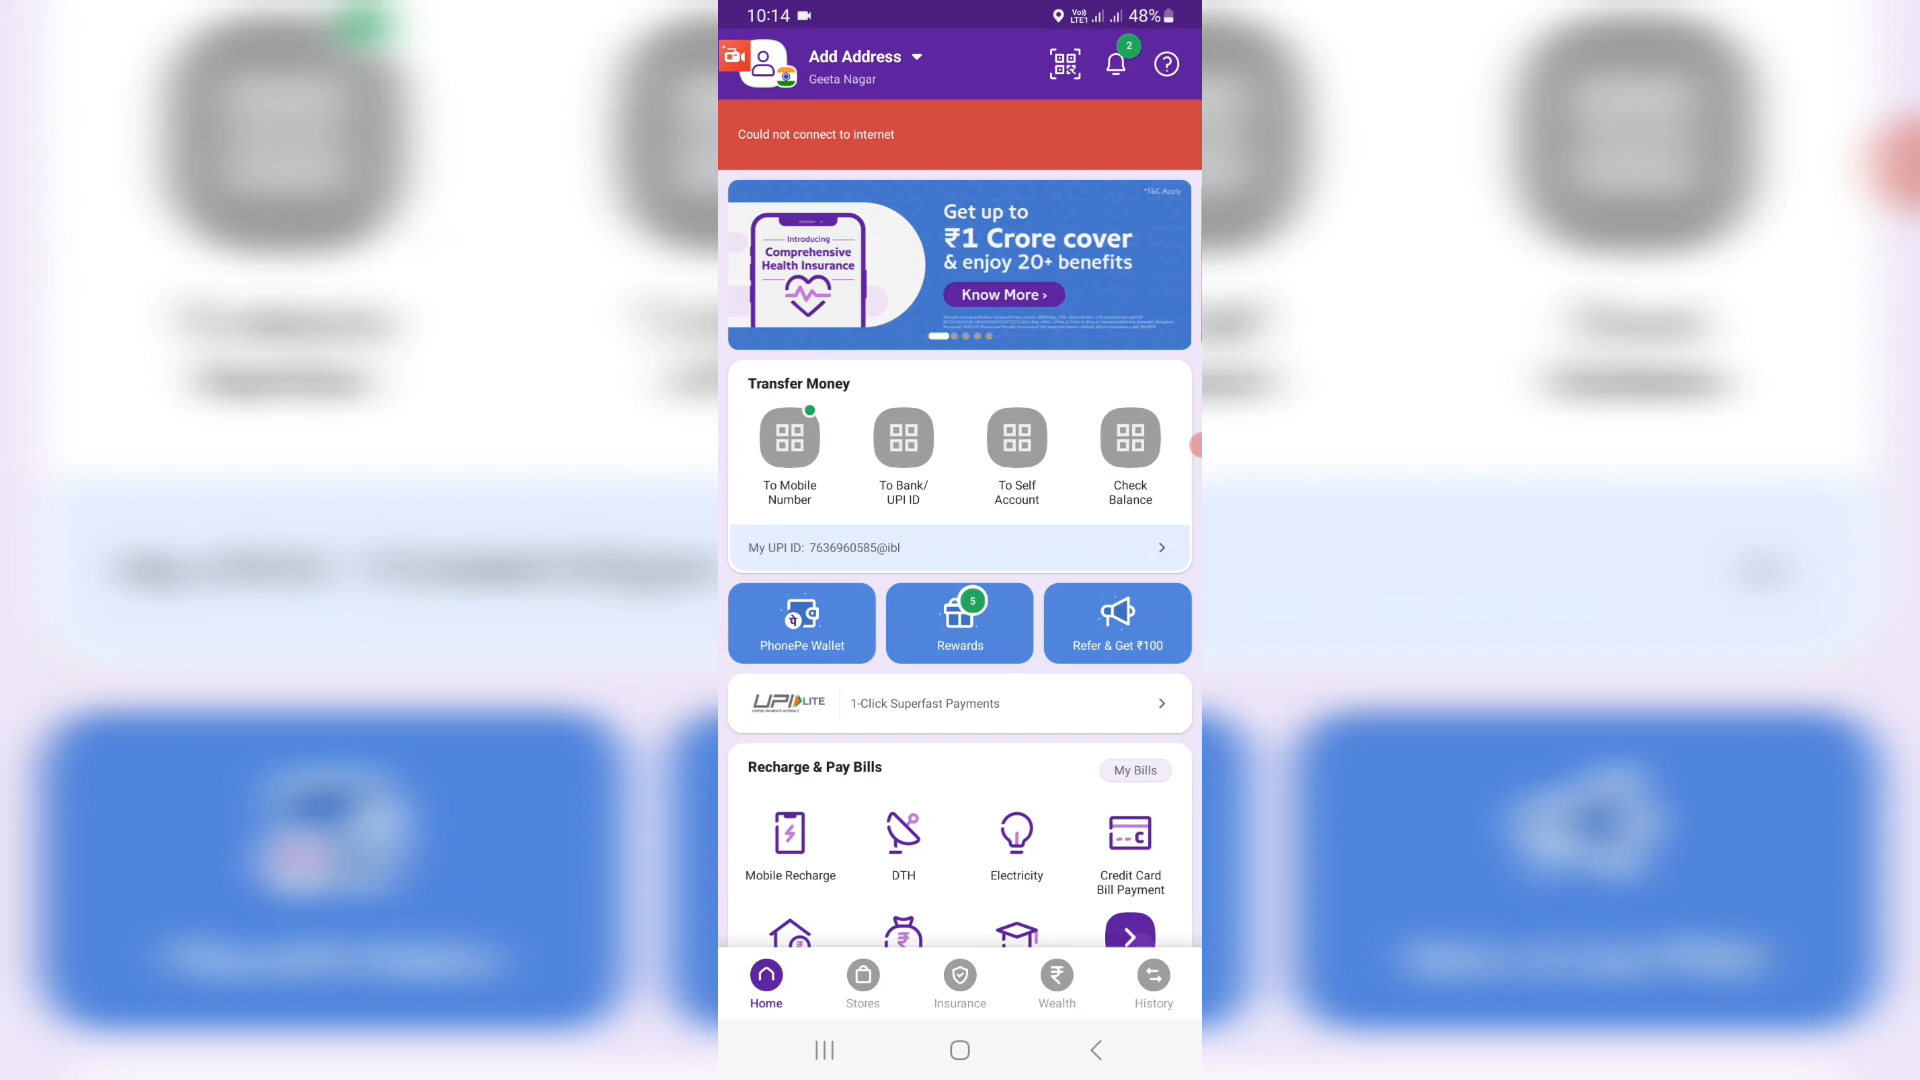 10:14
Vo))
LTE1
48%
Add Address
Geeta Nagar
2
Could not connect to internet
*T&C Apply
Introducing
Comprehensive
Health Insurance
Get up to
₹1 Crore cover
& enjoy 20+ benefits
Know More ›
Transfer Money
To Mobile
Number
To Bank/
UPI ID
To Self
Account
Check
Balance
My UPI ID: 7636960585@ibl
पे
5
PhonePe Wallet
Rewards
Refer & Get ₹100
UPI LITE
1-Click Superfast Payments
Recharge & Pay Bills
My Bills
Mobile Recharge
DTH
Electricity
Credit Card
Bill Payment
Home
Stores
Insurance
Wealth
History